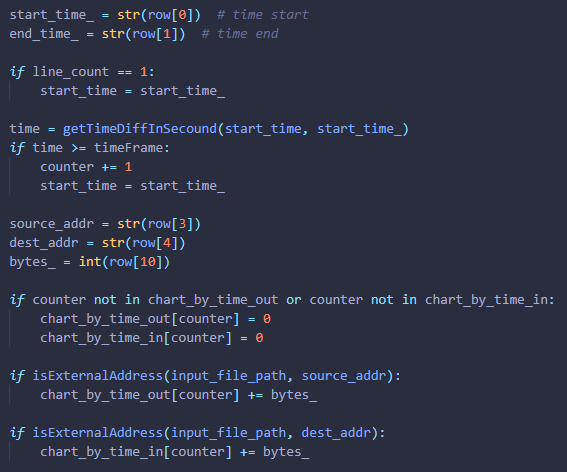 start_time_ = str(row[0])  # time start
end_time_ = str(row[1])  # time end

if line_count == 1:
    start_time = start_time_

time = getTimeDiffInSecound(start_time, start_time_)
if time >= timeFrame:
    counter += 1
    start_time = start_time_

source_addr = str(row[3])
dest_addr = str(row[4])
bytes_ = int(row[10])

if counter not in chart_by_time_out or counter not in chart_by_time_in:
    chart_by_time_out[counter] = 0
    chart_by_time_in[counter] = 0

if isExternalAddress(input_file_path, source_addr):
    chart_by_time_out[counter] += bytes_

if isExternalAddress(input_file_path, dest_addr):
    chart_by_time_in[counter] += bytes_